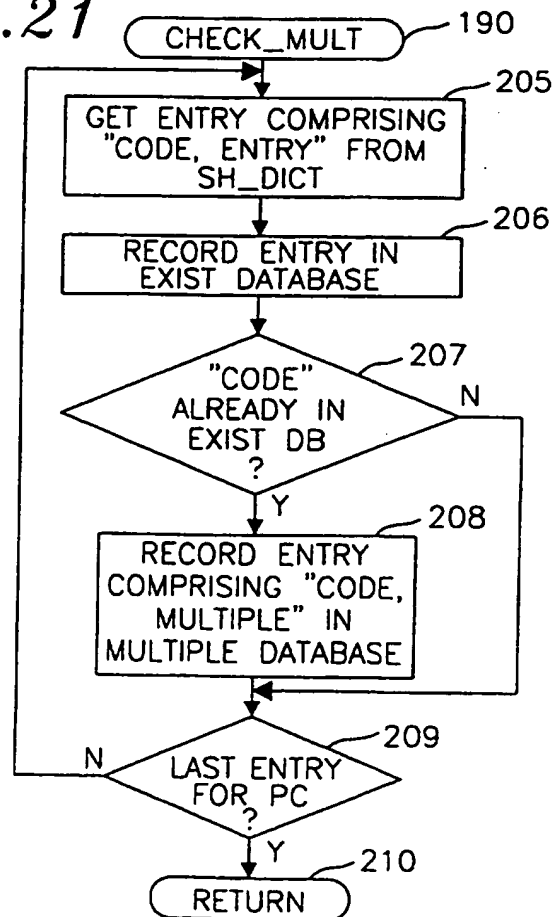 .21
CHECK_MULT
190
205
GET ENTRY COMPRISING
"CODE, ENTRY" FROM
SH_DICT
206
RECORD ENTRY IN
EXIST DATABASE
207
"CODE"
ALREADY IN
EXIST DB
?
N
Y
208
RECORD ENTRY
COMPRISING "CODE,
MULTIPLE" IN
MULTIPLE DATABASE
209
N
LAST ENTRY
FOR PC
?
Y
210
RETURN